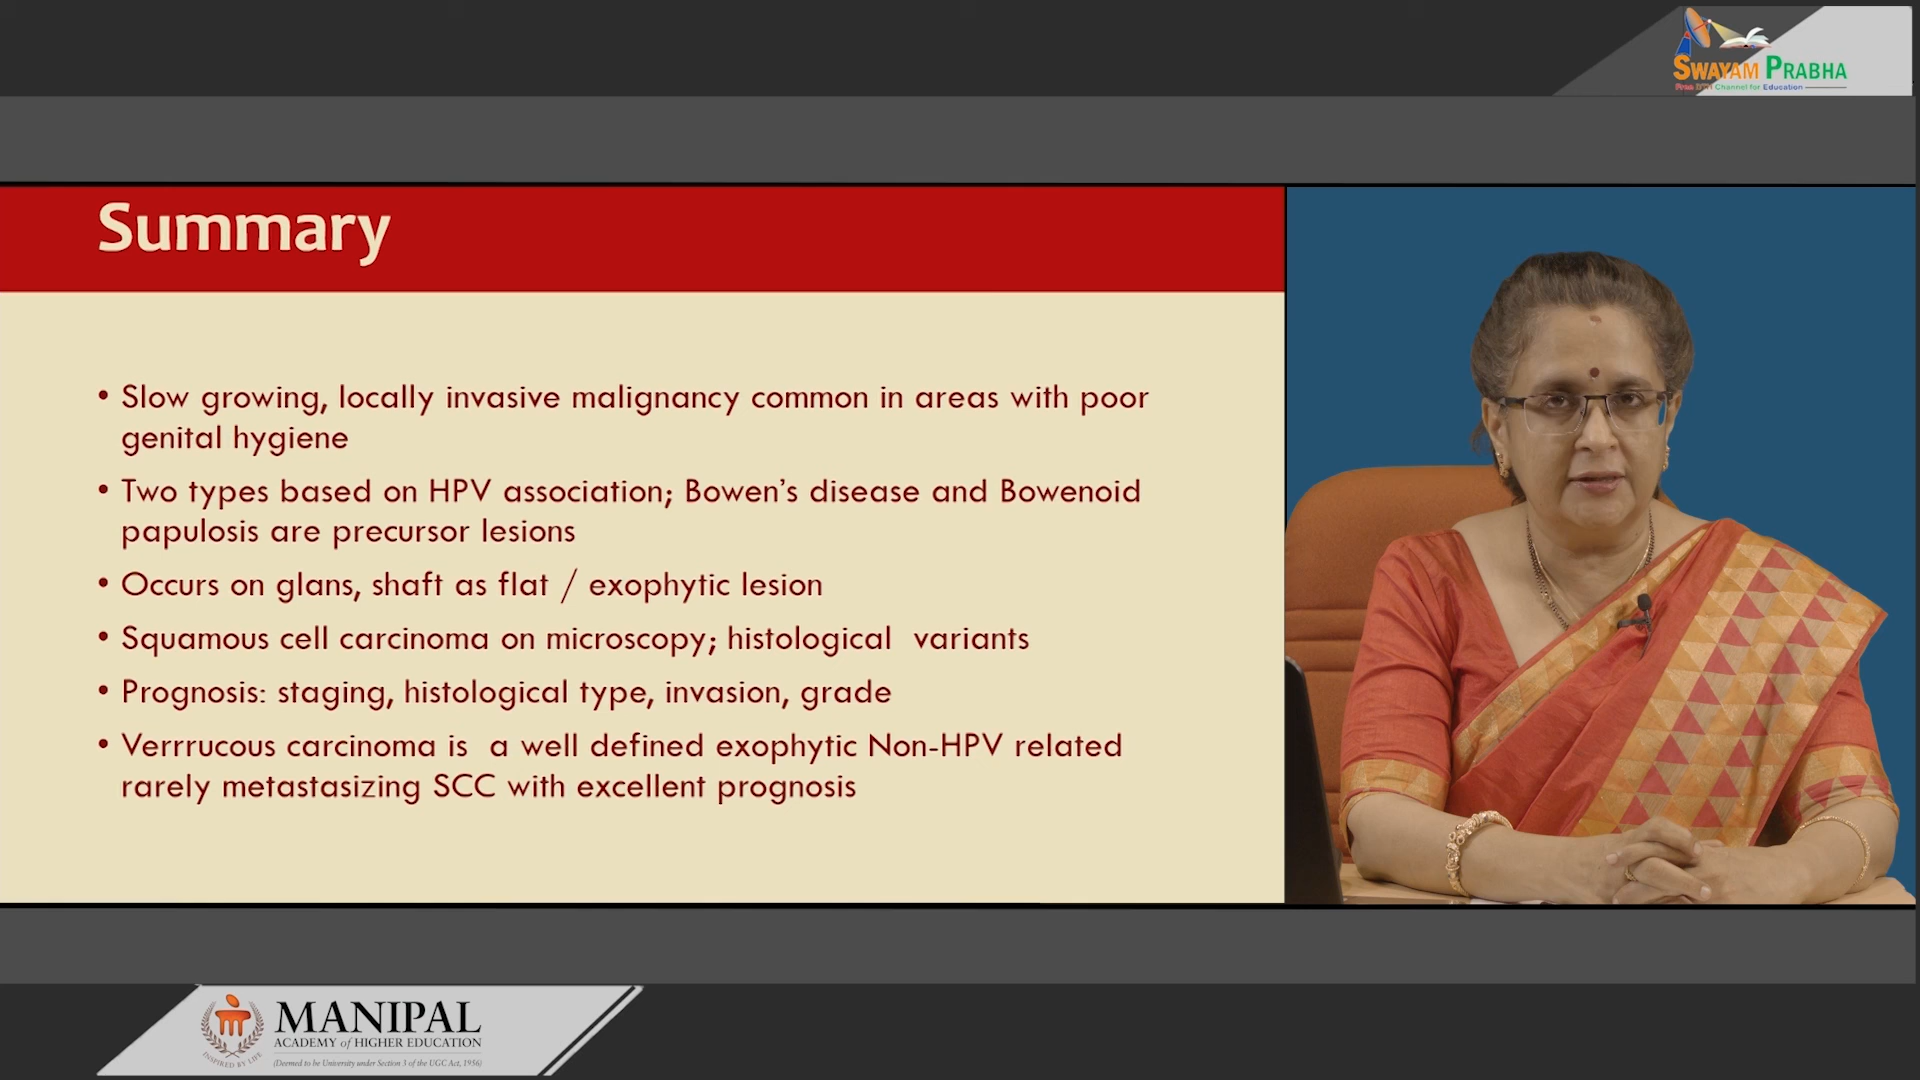 SWAYAM PRABHA
Free DTH Channel for Education
Summary
• Slow growing, locally invasive malignancy common in areas with poor
genital hygiene
• Two types based on HPV association; Bowen's disease and Bowenoid
papulosis are precursor lesions
• Occurs on glans, shaft as flat / exophytic lesion
• Squamous cell carcinoma on microscopy; histological variants
• Prognosis: staging, histological type, invasion, grade
• Verrrucous carcinoma is a well defined exophytic Non-HPV related
rarely metastasizing SCC with excellent prognosis
INSPIRED BY LIFE
MANIPAL
ACADEMY of HIGHER EDUCATION
(Deemed to be University under Section 3 of the UGC Act, 1956)